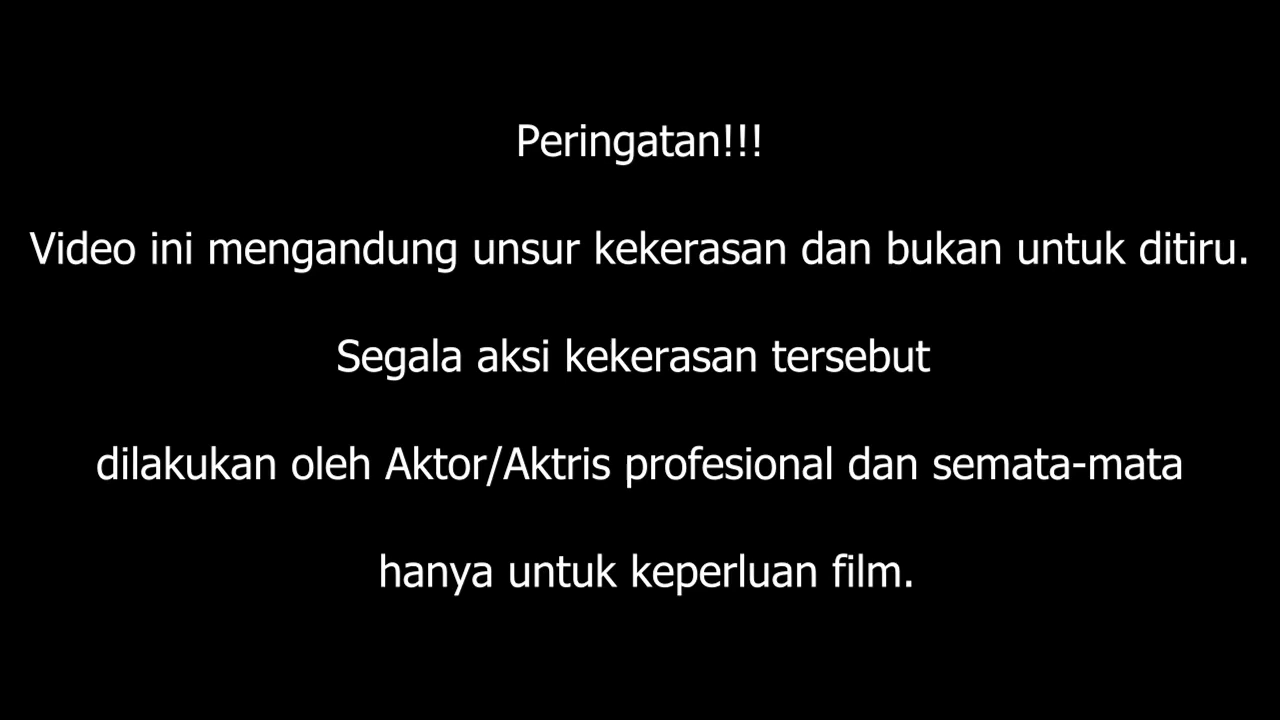 Peringatan!!!
Video ini mengandung unsur kekerasan dan bukan untuk ditiru.
Segala aksi kekerasan tersebut
dilakukan oleh Aktor/Aktris profesional dan semata-mata
hanya untuk keperluan film.